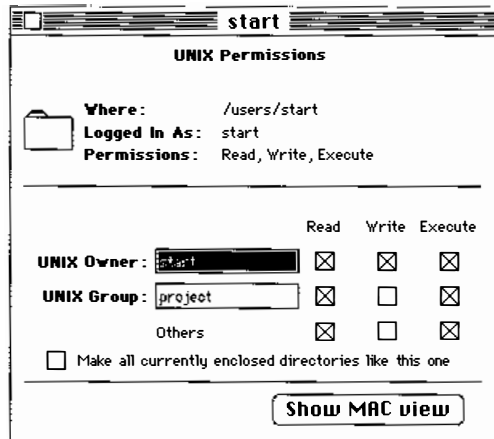 start
UNIX Permissions
Where: /users/start
Logged In As: start
Permissions: Read, Write, Execute
Read Write Execute
UNIX Owner: start
UNIX Group: project
Others
Make all currently enclosed directories like this one
Show MAC view